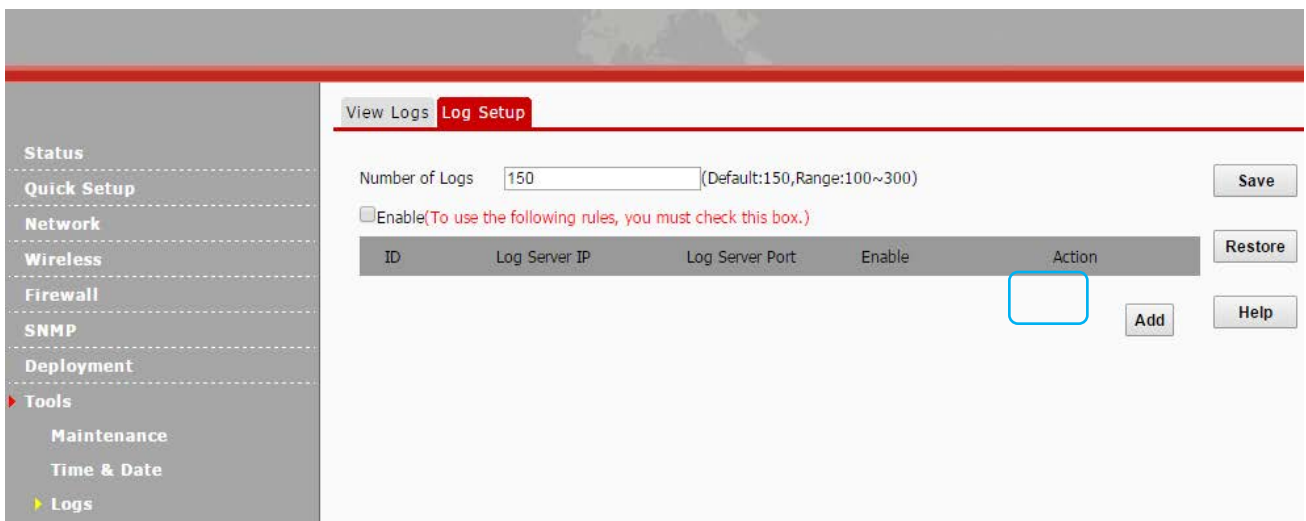 View Logs Log Setup
Status
Quick Setup
Network
Wireless
Firewall
SNMP
Deployment
Tools
Maintenance
Time & Date
Logs
Number of Logs 150 (Default:150,Range:100~300)
Enable(To use the following rules, you must check this box.)
ID Log Server IP Log Server Port Enable Action
Add
Save
Restore
Help